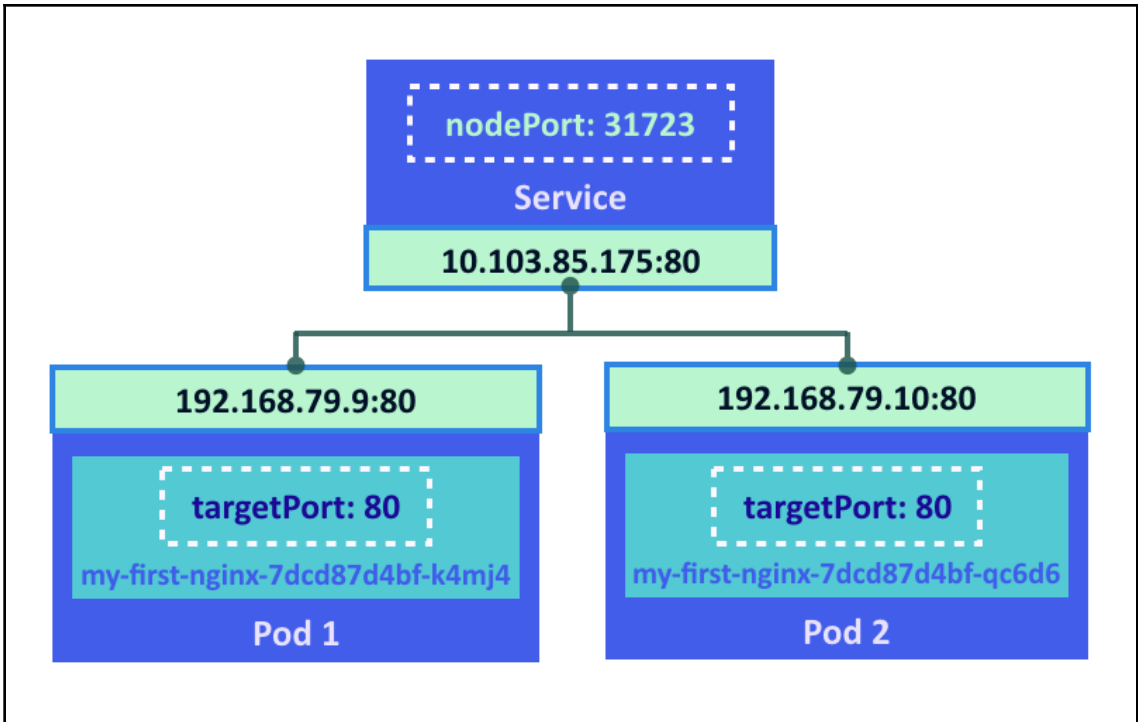 nodePort: 31723
Service
10.103.85.175:80
192.168.79.9:80
targetPort: 80
my-first-nginx-7dcd87d4bf-k4mj4
Pod 1
192.168.79.10:80
targetPort: 80
my-first-nginx-7dcd87d4bf-qc6d6
Pod 2